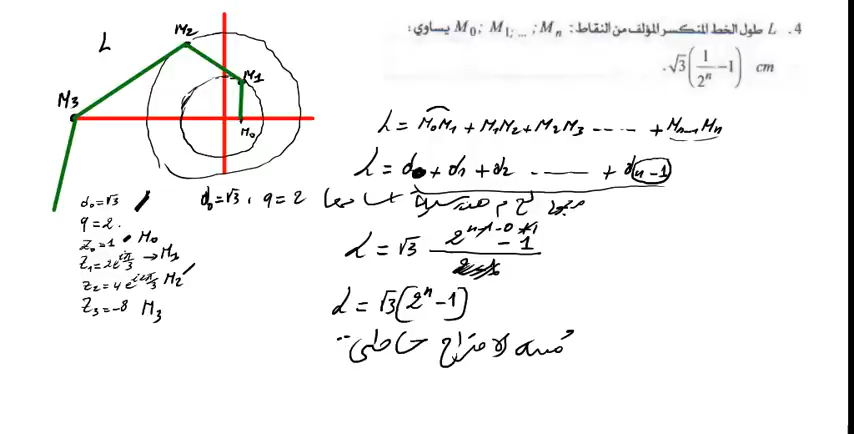 4. L طول الخط المنكسر المؤلف من النقاط: M₀; M₁; ...; Mₙ يساوي:
√3(1/2ⁿ −1) cm.
L
M₂
M₁
M₃
M₀
L = M₀M₁ + M₁M₂ + M₂M₃ ...... + Mₙ₋₁Mₙ
L = d₀ + d₁ + d₂ ........ + dₙ₋₁
d₀=√3 , q=2
d₀=√3
q=2.
Z₀=1 M₀
Z₁=2e^{iπ/3} → M₁
Z₂=4e^{i2π/3} M₂
Z₃=−8 M₃
L = √3 2^{n-1-0+1} − 1
L = √3(2ⁿ−1)
الاقتراح خاطئ